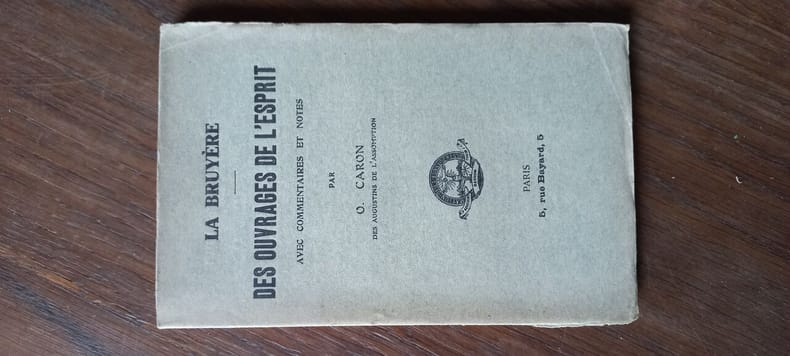 LA BRUYÈRE
DES OUVRAGES DE L'ESPRIT
AVEC COMMENTAIRES ET NOTES
PAR
O. CARON
DES AUGUSTINS DE L'ASSOMPTION
PARIS
5, rue Bayard, 5